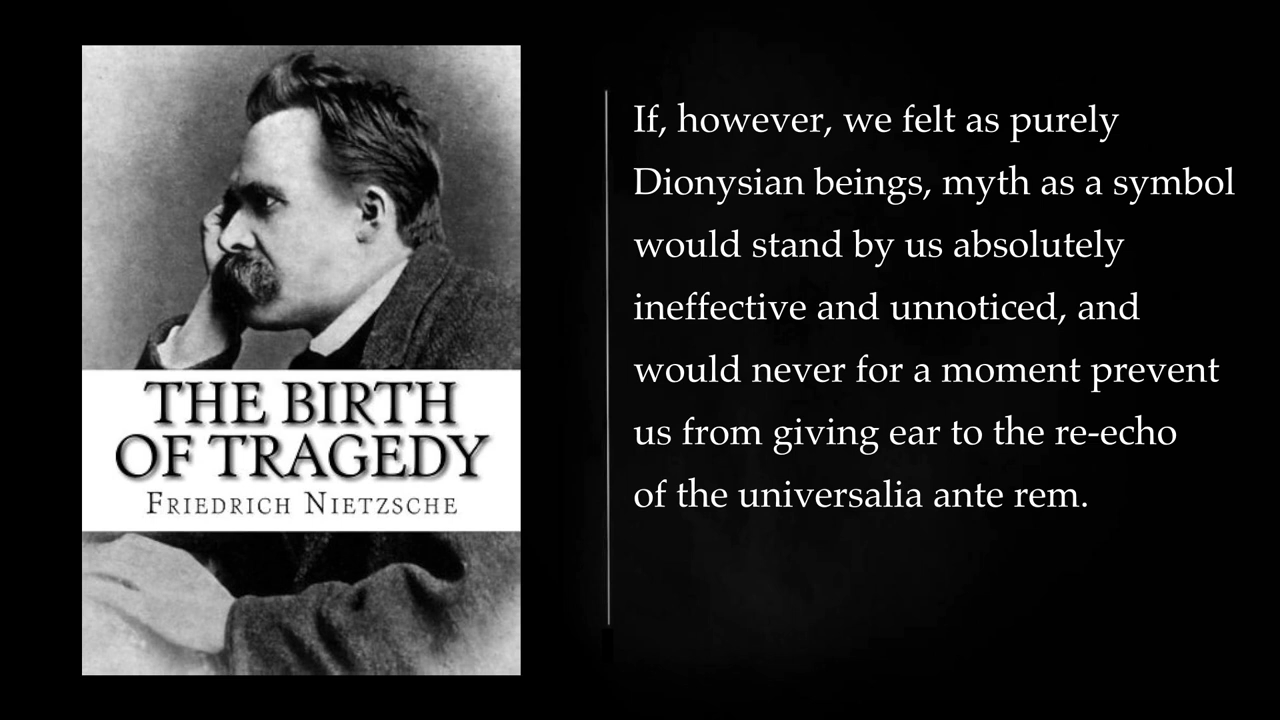 THE BIRTH
OF TRAGEDY
FRIEDRICH NIETZSCHE
If, however, we felt as purely
Dionysian beings, myth as a symbol
would stand by us absolutely
ineffective and unnoticed, and
would never for a moment prevent
us from giving ear to the re-echo
of the universalia ante rem.